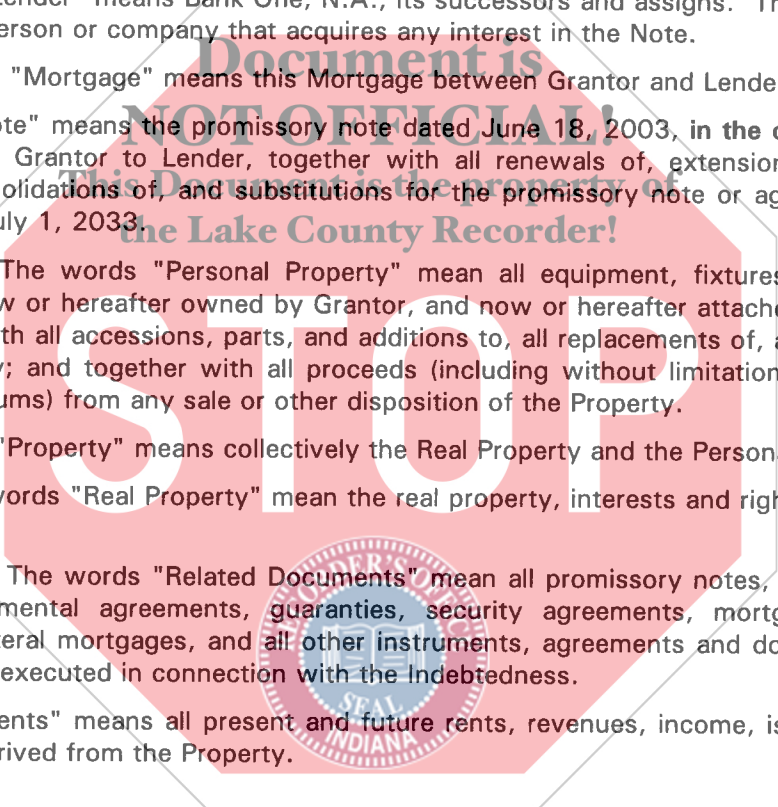 Lender" means Bank One, N.A., its successors and assigns. Th
erson or company that acquires any interest in the Note.
Document is
"Mortgage" means this Mortgage between Grantor and Lende
NOT OFFICIAL!
te" means the promissory note dated June 18, 2003, in the o
Grantor to Lender, together with all renewals of, extension
This Document is the property of
olidations of, and substitutions for the promissory note or ag
uly 1, 2033.
the Lake County Recorder!
The words "Personal Property" mean all equipment, fixtures
w or hereafter owned by Grantor, and now or hereafter attache
th all accessions, parts, and additions to, all replacements of, a
y; and together with all proceeds (including without limitation
ums) from any sale or other disposition of the Property.
STOP
"Property" means collectively the Real Property and the Person
vords "Real Property" mean the real property, interests and righ
The words "Related Documents" mean all promissory notes,
mental agreements, guaranties, security agreements, mortg
teral mortgages, and all other instruments, agreements and do
executed in connection with the Indebtedness.
RECORDER'S OFFICE
SEAL
INDIANA
ents" means all present and future rents, revenues, income, is
rived from the Property.